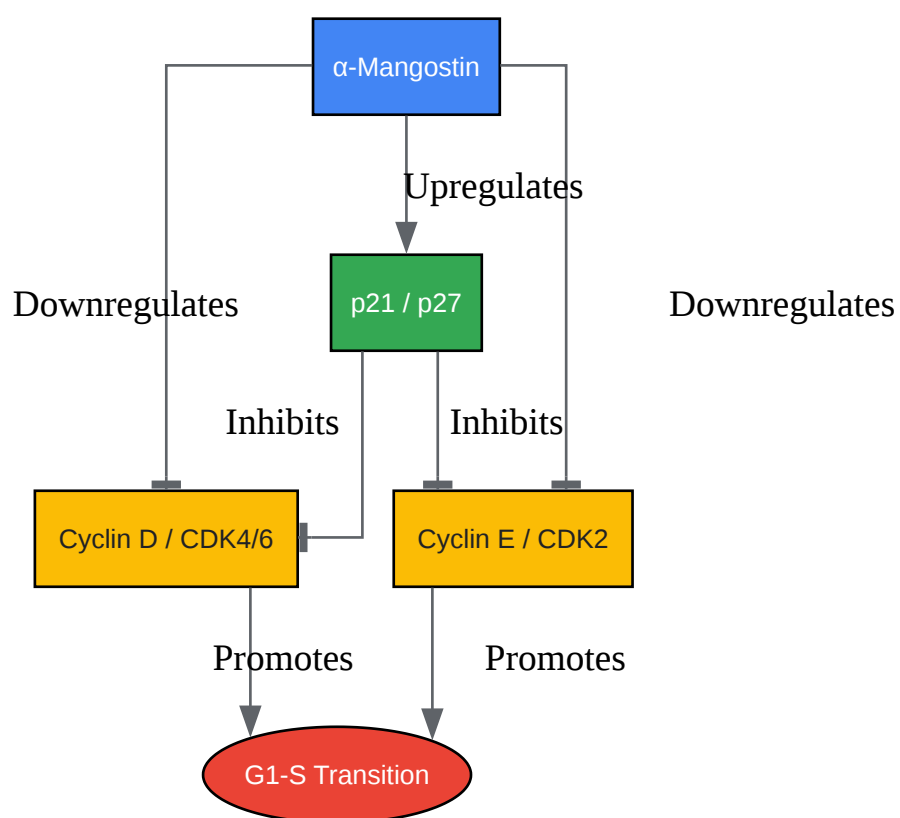 α-Mangostin
Upregulates
p21 / p27
Downregulates
Downregulates
Inhibits
Inhibits
Cyclin D / CDK4/6
Cyclin E / CDK2
Promotes
Promotes
G1-S Transition